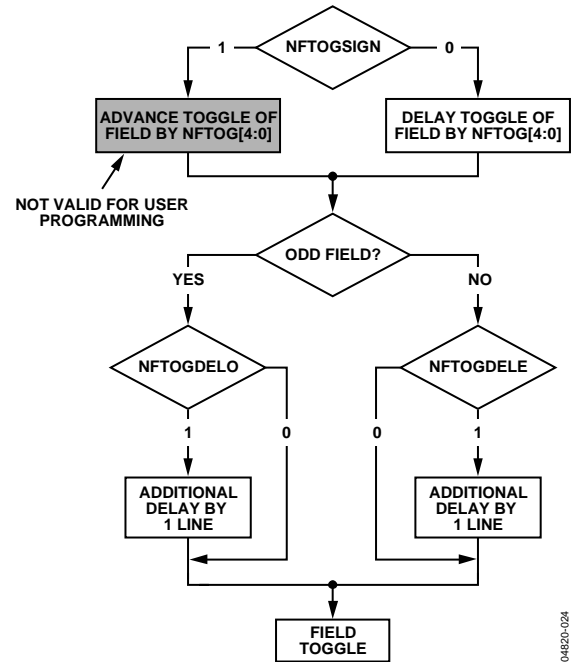 NFTOGSIGN
1
0
ADVANCE TOGGLE OF
FIELD BY NFTOG[4:0]
DELAY TOGGLE OF
FIELD BY NFTOG[4:0]
NOT VALID FOR USER
PROGRAMMING
ODD FIELD?
YES
NO
NFTOGDELO
NFTOGDELE
1
0
0
1
ADDITIONAL
DELAY BY
1 LINE
ADDITIONAL
DELAY BY
1 LINE
FIELD
TOGGLE
04820-024